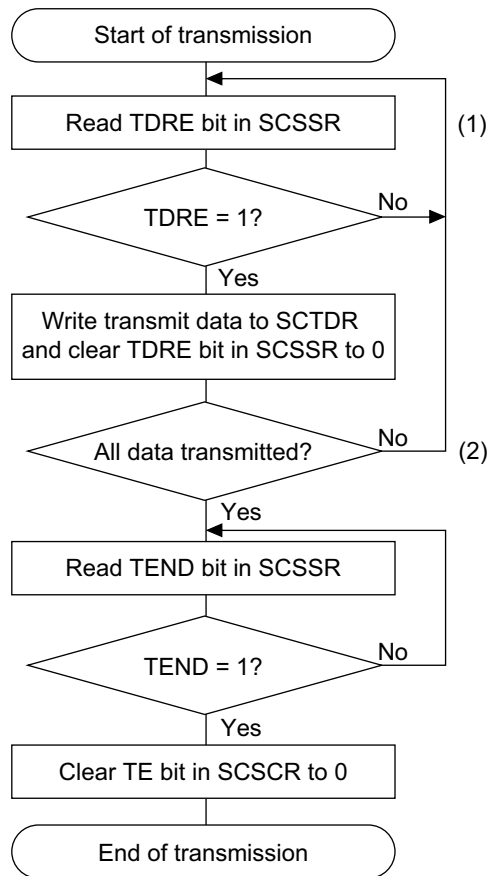 Start of transmission
Read TDRE bit in SCSSR
(1)
TDRE = 1?
No
Yes
Write transmit data to SCTDR
and clear TDRE bit in SCSSR to 0
All data transmitted?
No
(2)
Yes
Read TEND bit in SCSSR
TEND = 1?
No
Yes
Clear TE bit in SCSCR to 0
End of transmission